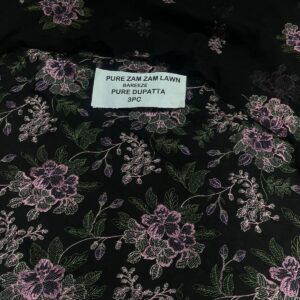 PURE ZAM ZAM LAWN
BAREEZE
PURE DUPATTA
3PC